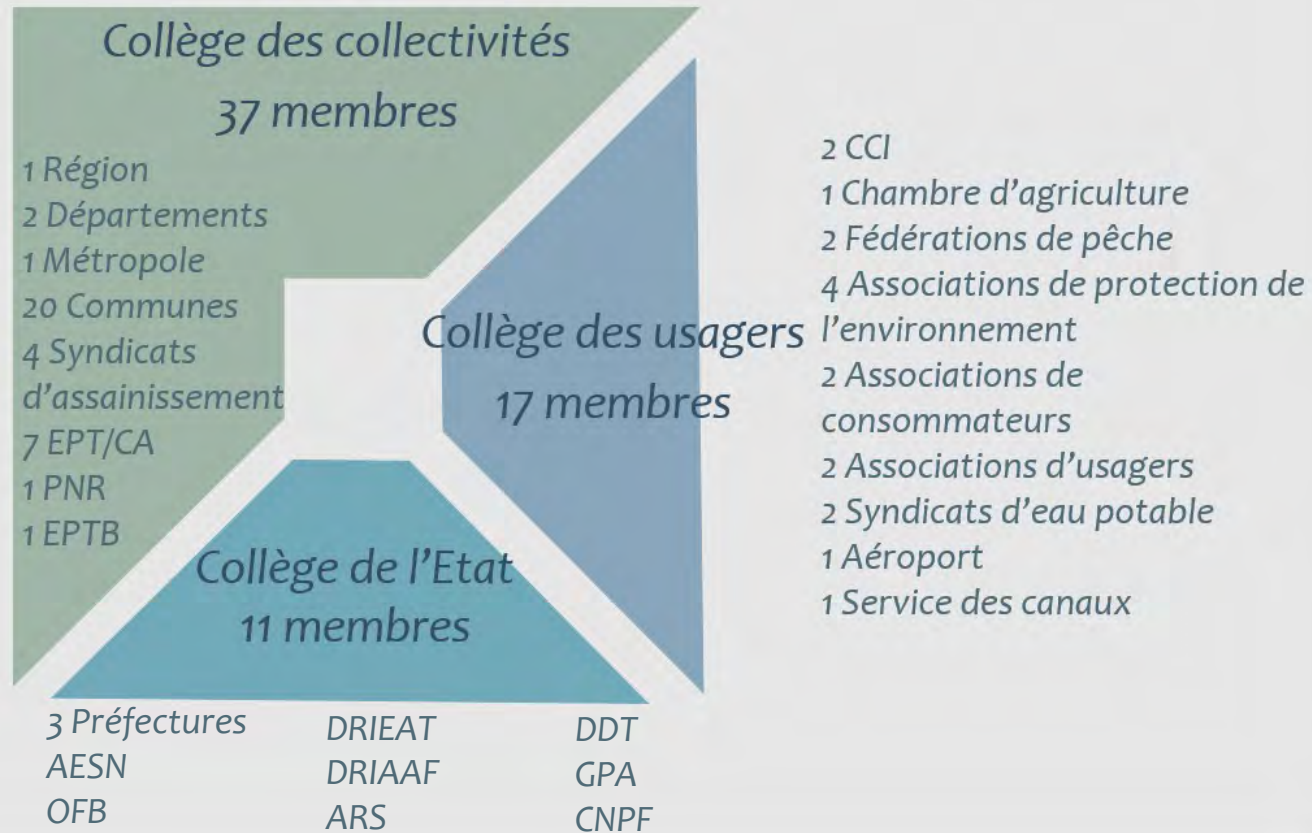 Collège des collectivités
37 membres
1 Région
2 Départements
1 Métropole
20 Communes
4 Syndicats
d'assainissement
7 EPT/CA
1 PNR
1 EPTB
Collège des usagers
17 membres
2 CCI
1 Chambre d'agriculture
2 Fédérations de pêche
4 Associations de protection de
l'environnement
2 Associations de
consommateurs
2 Associations d'usagers
2 Syndicats d'eau potable
1 Aéroport
1 Service des canaux
Collège de l'Etat
11 membres
3 Préfectures
AESN
OFB
DRIEAT
DRIAAF
ARS
DDT
GPA
CNPF